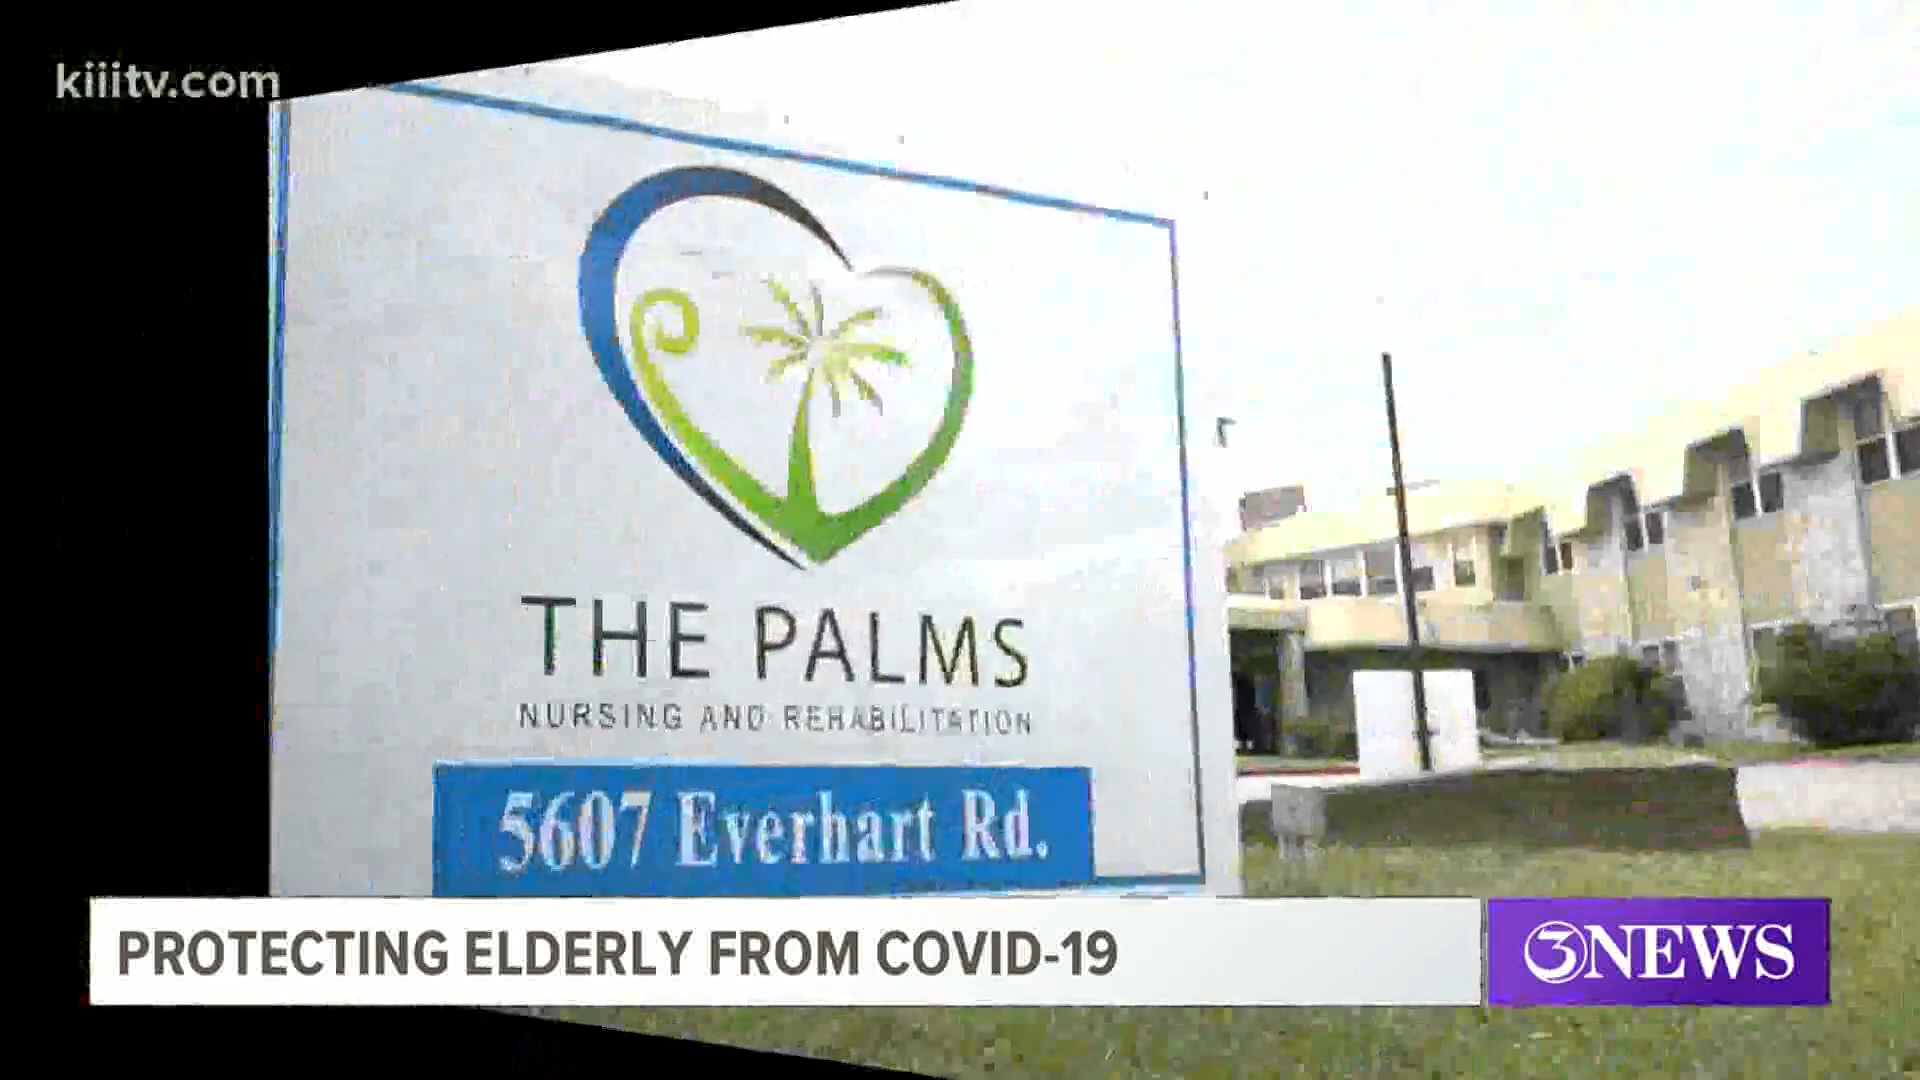 kiiitv.com
THE PALMS
NURSING AND REHABILITATION
5607 Everhart Rd.
PROTECTING ELDERLY FROM COVID-19
3NEWS